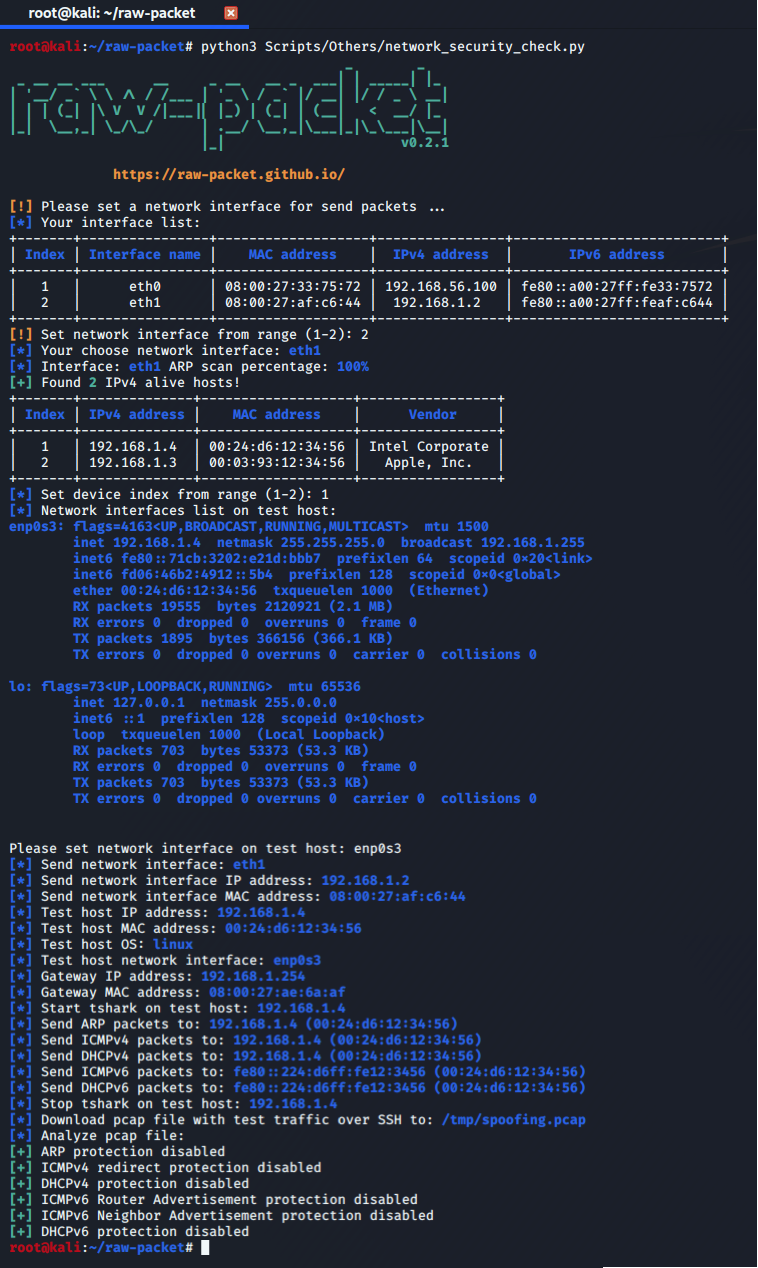 root@kali: ~/raw-packet
root@kali:~/raw-packet# python3 Scripts/Others/network_security_check.py
raw-packet
v0.2.1
https://raw-packet.github.io/
[!] Please set a network interface for send packets ...
[*] Your interface list:
+-------+----------------+-------------------+----------------+--------------------------+
| Index | Interface name | MAC address | IPv4 address | IPv6 address |
+-------+----------------+-------------------+----------------+--------------------------+
| 1 | eth0 | 08:00:27:33:75:72 | 192.168.56.100 | fe80::a00:27ff:fe33:7572 |
| 2 | eth1 | 08:00:27:af:c6:44 | 192.168.1.2 | fe80::a00:27ff:feaf:c644 |
+-------+----------------+-------------------+----------------+--------------------------+
[!] Set network interface from range (1-2): 2
[*] Your choose network interface: eth1
[*] Interface: eth1 ARP scan percentage: 100%
[+] Found 2 IPv4 alive hosts!
+-------+--------------+-------------------+-----------------+
| Index | IPv4 address | MAC address | Vendor |
+-------+--------------+-------------------+-----------------+
| 1 | 192.168.1.4 | 00:24:d6:12:34:56 | Intel Corporate |
| 2 | 192.168.1.3 | 00:03:93:12:34:56 | Apple, Inc. |
+-------+--------------+-------------------+-----------------+
[*] Set device index from range (1-2): 1
[*] Network interfaces list on test host:
enp0s3: flags=4163<UP,BROADCAST,RUNNING,MULTICAST>  mtu 1500
inet 192.168.1.4  netmask 255.255.255.0  broadcast 192.168.1.255
inet6 fe80::71cb:3202:e21d:bbb7  prefixlen 64  scopeid 0x20<link>
inet6 fd06:46b2:4912::5b4  prefixlen 128  scopeid 0x0<global>
ether 00:24:d6:12:34:56  txqueuelen 1000  (Ethernet)
RX packets 19555  bytes 2120921 (2.1 MB)
RX errors 0  dropped 0  overruns 0  frame 0
TX packets 1895  bytes 366156 (366.1 KB)
TX errors 0  dropped 0 overruns 0  carrier 0  collisions 0
lo: flags=73<UP,LOOPBACK,RUNNING>  mtu 65536
inet 127.0.0.1  netmask 255.0.0.0
inet6 ::1  prefixlen 128  scopeid 0x10<host>
loop  txqueuelen 1000  (Local Loopback)
RX packets 703  bytes 53373 (53.3 KB)
RX errors 0  dropped 0  overruns 0  frame 0
TX packets 703  bytes 53373 (53.3 KB)
TX errors 0  dropped 0 overruns 0  carrier 0  collisions 0
Please set network interface on test host: enp0s3
[*] Send network interface: eth1
[*] Send network interface IP address: 192.168.1.2
[*] Send network interface MAC address: 08:00:27:af:c6:44
[*] Test host IP address: 192.168.1.4
[*] Test host MAC address: 00:24:d6:12:34:56
[*] Test host OS: linux
[*] Test host network interface: enp0s3
[*] Gateway IP address: 192.168.1.254
[*] Gateway MAC address: 08:00:27:ae:6a:af
[*] Start tshark on test host: 192.168.1.4
[*] Send ARP packets to: 192.168.1.4 (00:24:d6:12:34:56)
[*] Send ICMPv4 packets to: 192.168.1.4 (00:24:d6:12:34:56)
[*] Send DHCPv4 packets to: 192.168.1.4 (00:24:d6:12:34:56)
[*] Send ICMPv6 packets to: fe80::224:d6ff:fe12:3456 (00:24:d6:12:34:56)
[*] Send DHCPv6 packets to: fe80::224:d6ff:fe12:3456 (00:24:d6:12:34:56)
[*] Stop tshark on test host: 192.168.1.4
[*] Download pcap file with test traffic over SSH to: /tmp/spoofing.pcap
[*] Analyze pcap file:
[+] ARP protection disabled
[+] ICMPv4 redirect protection disabled
[+] DHCPv4 protection disabled
[+] ICMPv6 Router Advertisement protection disabled
[+] ICMPv6 Neighbor Advertisement protection disabled
[+] DHCPv6 protection disabled
root@kali:~/raw-packet#